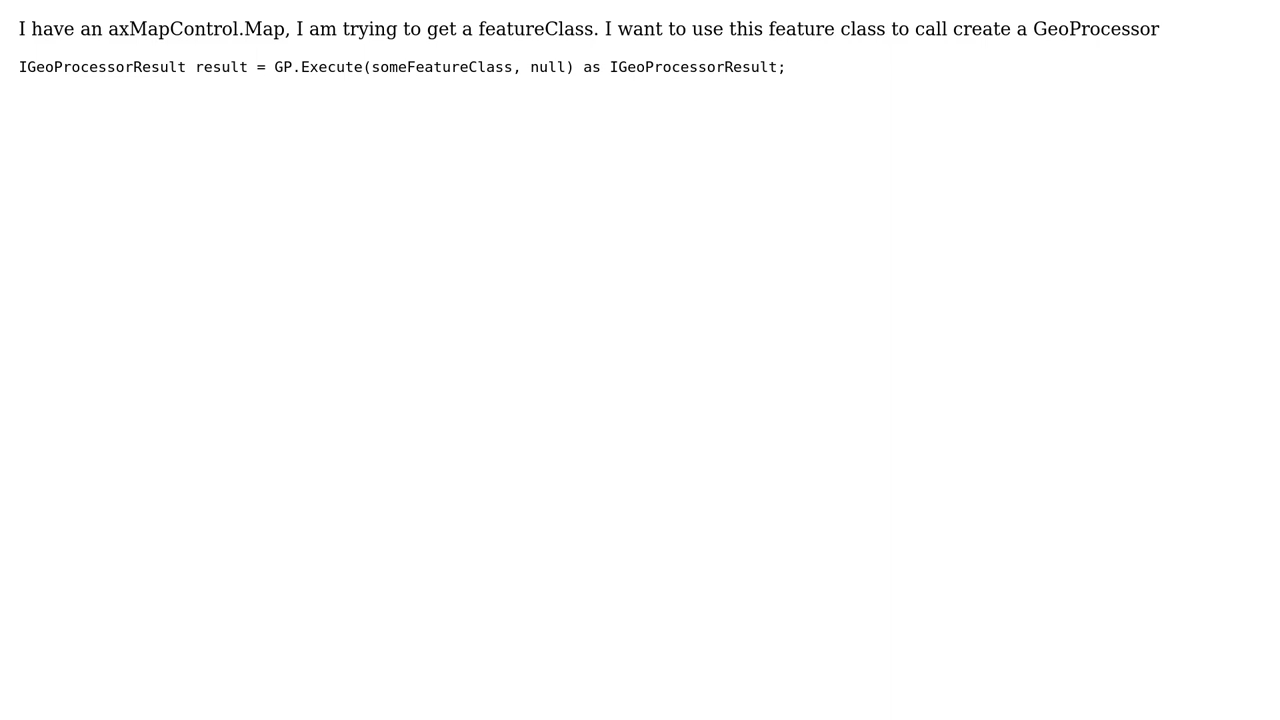 I have an axMapControl.Map, I am trying to get a featureClass. I want to use this feature class to call create a GeoProcessor
IGeoProcessorResult result = GP.Execute(someFeatureClass, null) as IGeoProcessorResult;